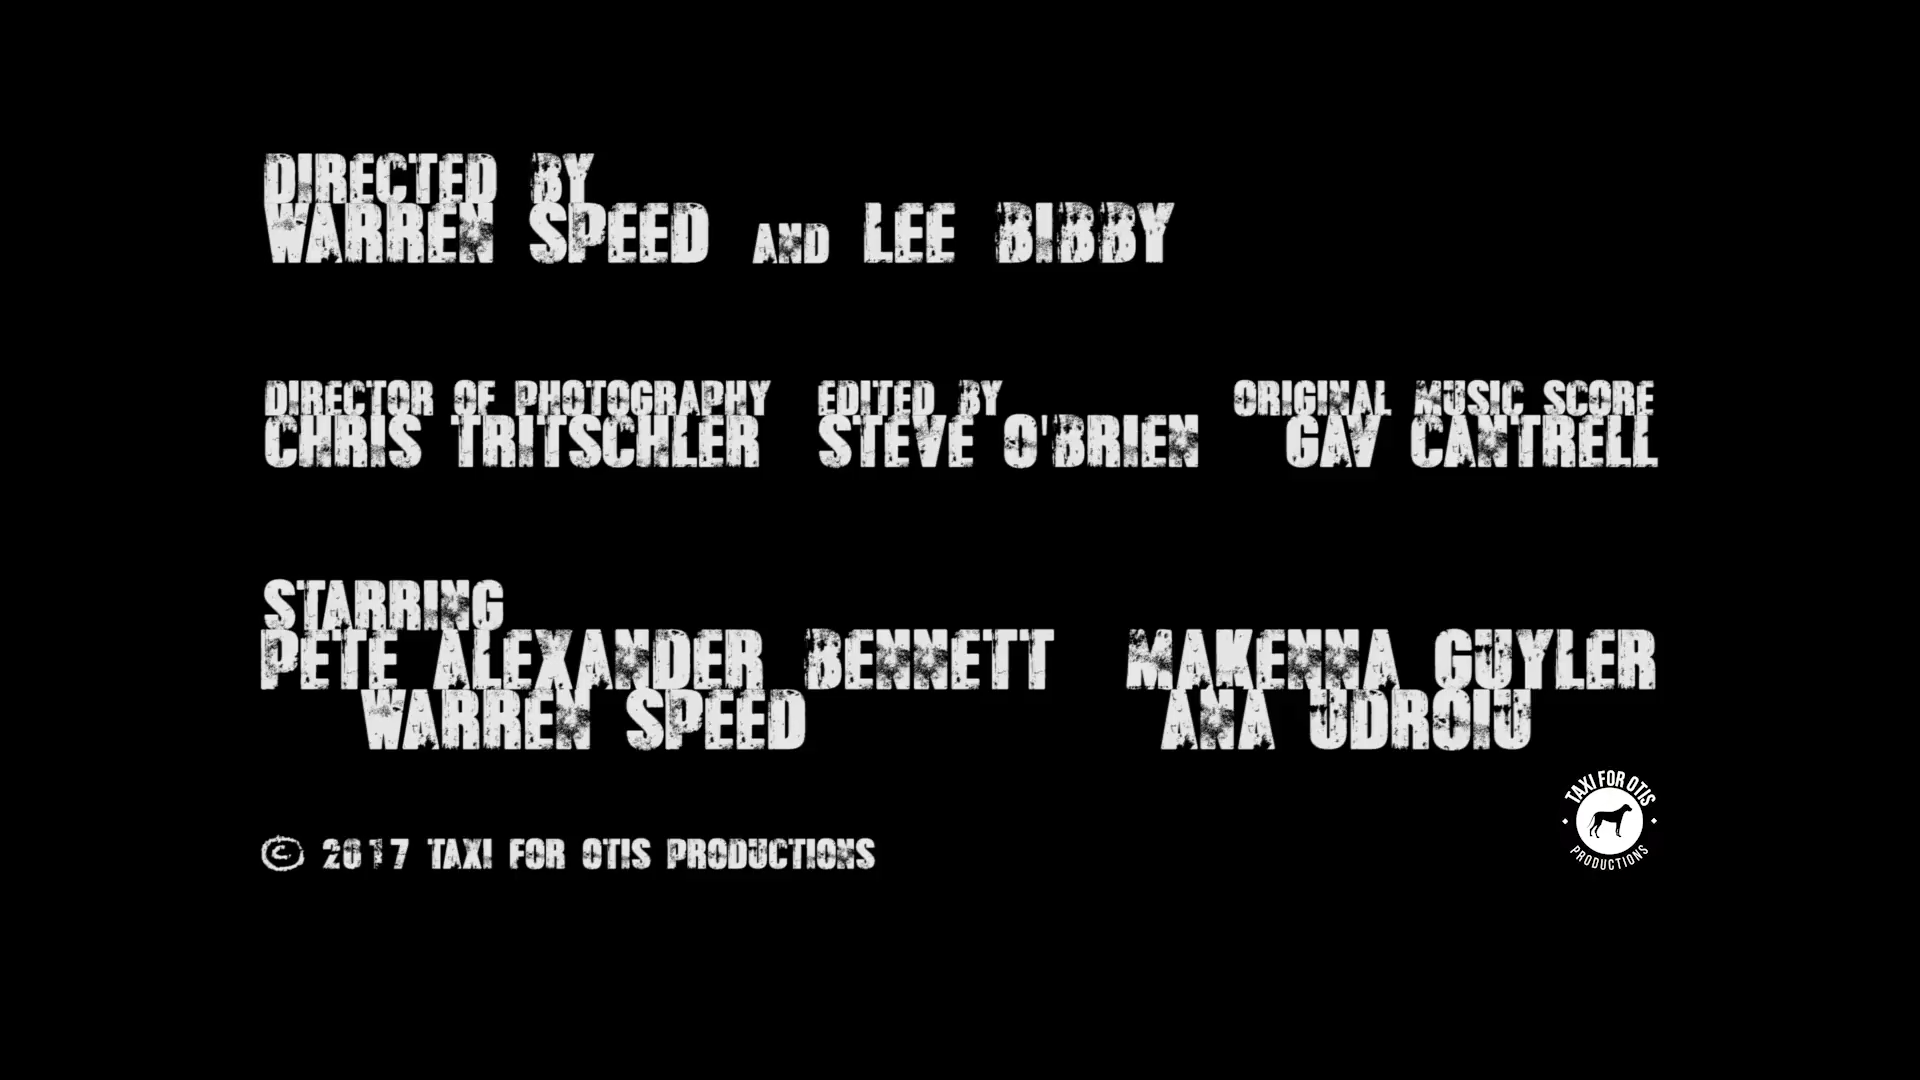 DIRECTED BY
WARREN SPEED AND LEE BIBBY
DIRECTOR OF PHOTOGRAPHY
CHRIS TRITSCHLER
EDITED BY
STEVE O'BRIEN
ORIGINAL MUSIC SCORE
GAV CANTRELL
STARRING
PETE ALEXANDER BENNETT MAKENNA GUYLER
WARREN SPEED ANA UDROIU
© 2017 TAXI FOR OTIS PRODUCTIONS
TAXI FOR OTIS
PRODUCTIONS